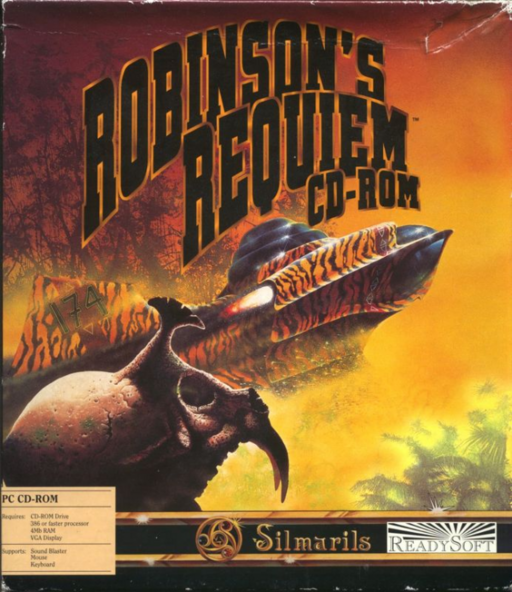 ROBINSON'S
REQUIEM™
CD-ROM
174
PC CD-ROM
Requires: CD-ROM Drive
386 or faster processor
4Mb RAM
VGA Display
Supports: Sound Blaster
Mouse
Keyboard
Silmarils
READYSOFT